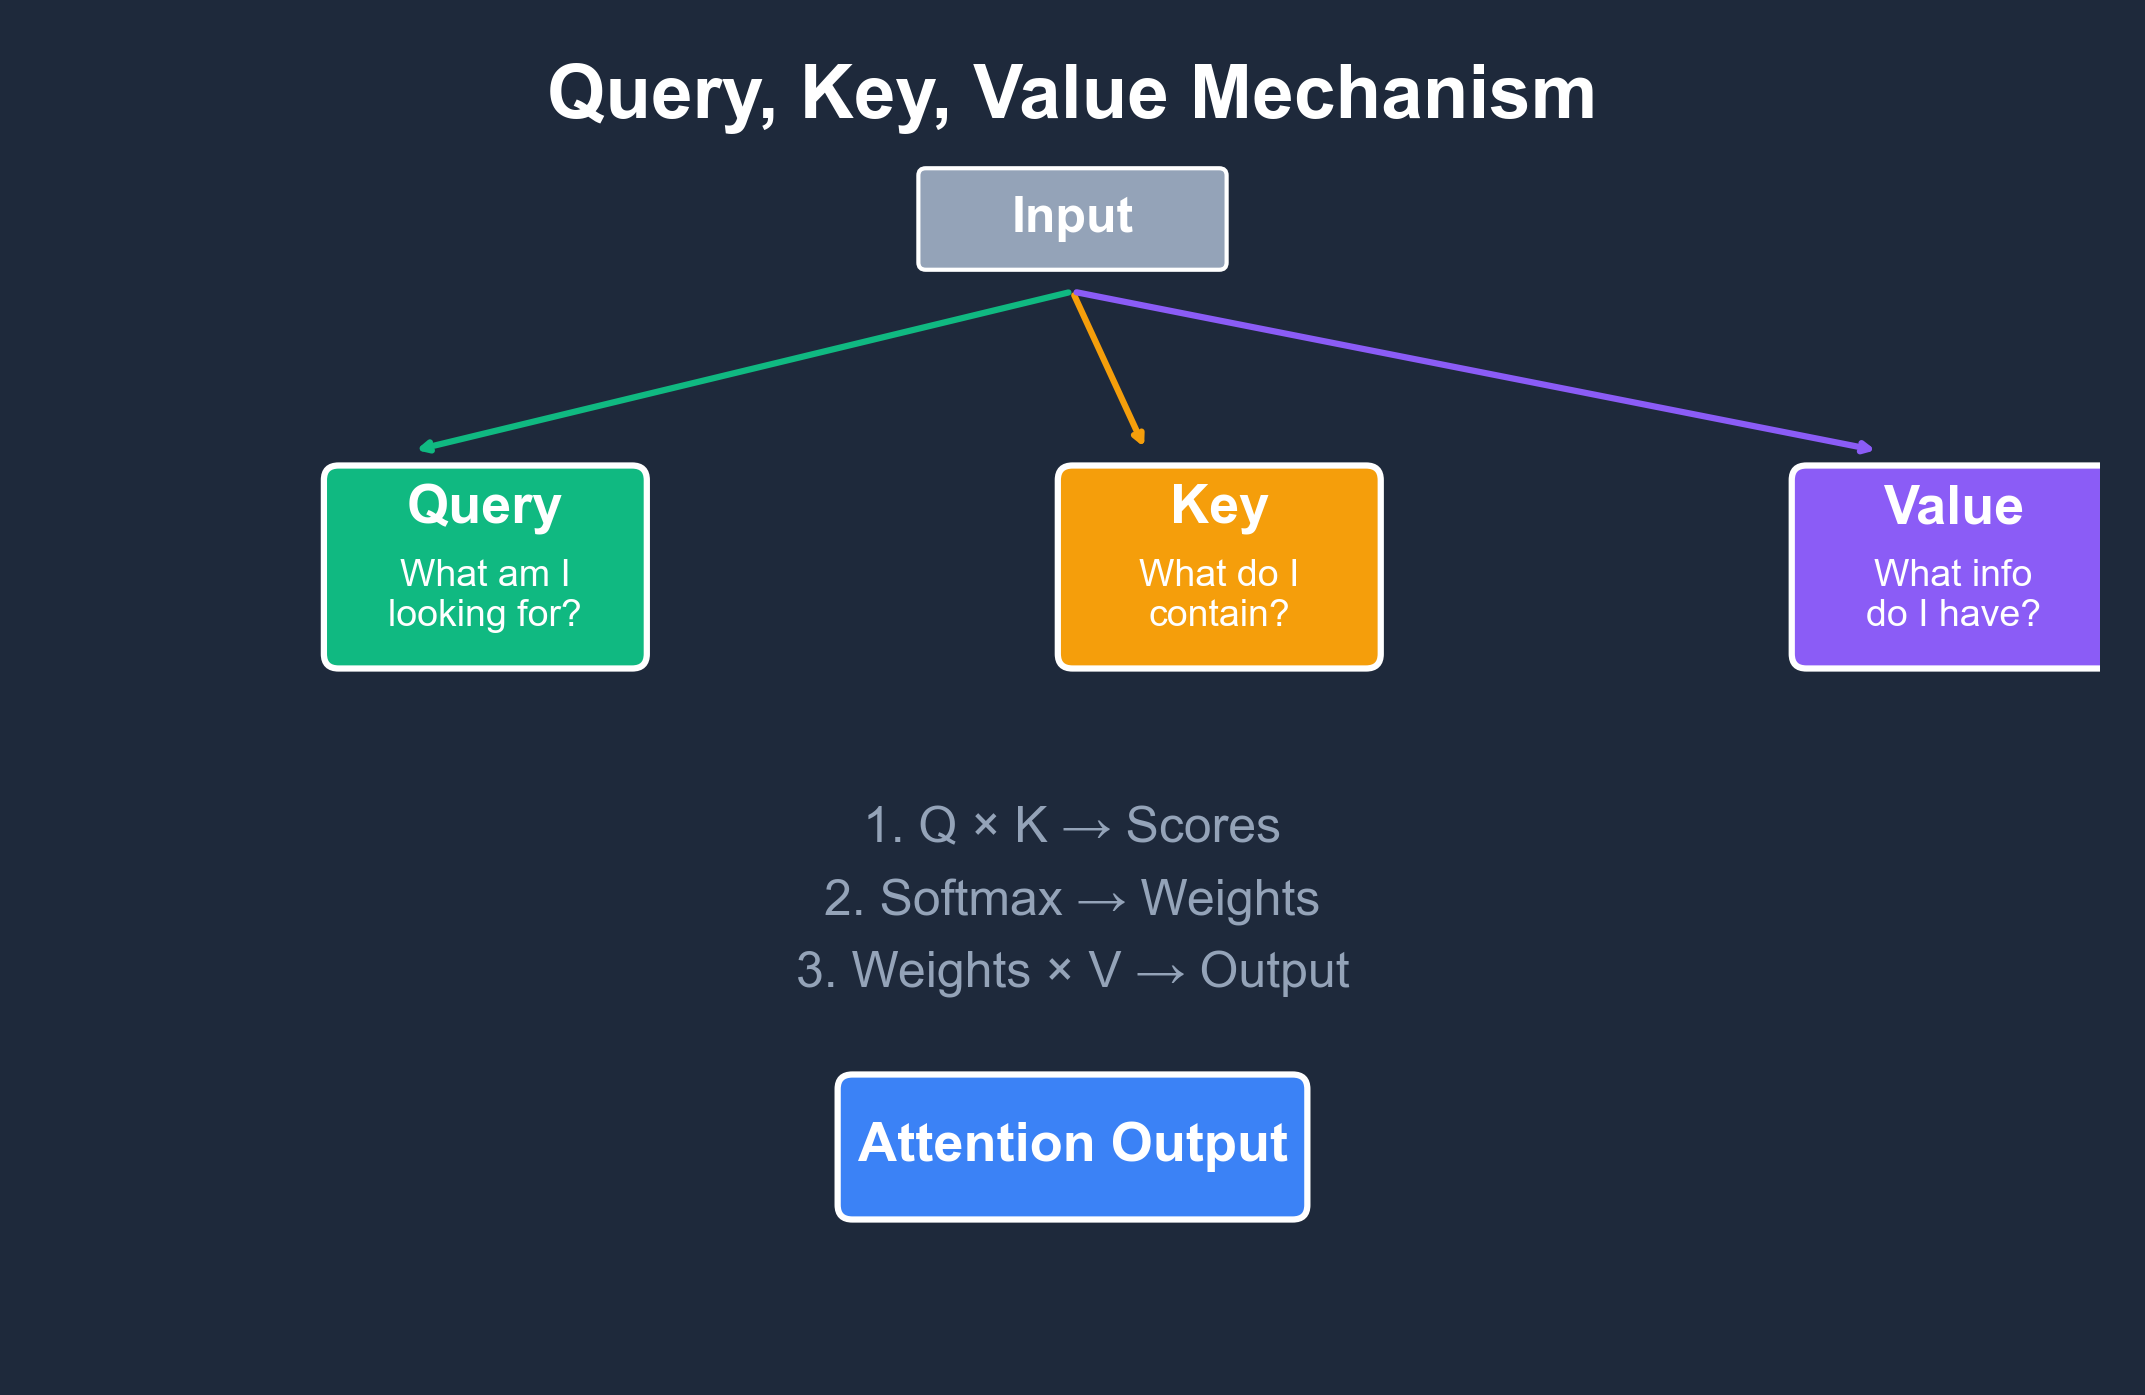 Query, Key, Value Mechanism
Input
Query
What am I
looking for?
Key
What do I
contain?
Value
What info
do I have?
1. Q × K → Scores
2. Softmax → Weights
3. Weights × V → Output
Attention Output